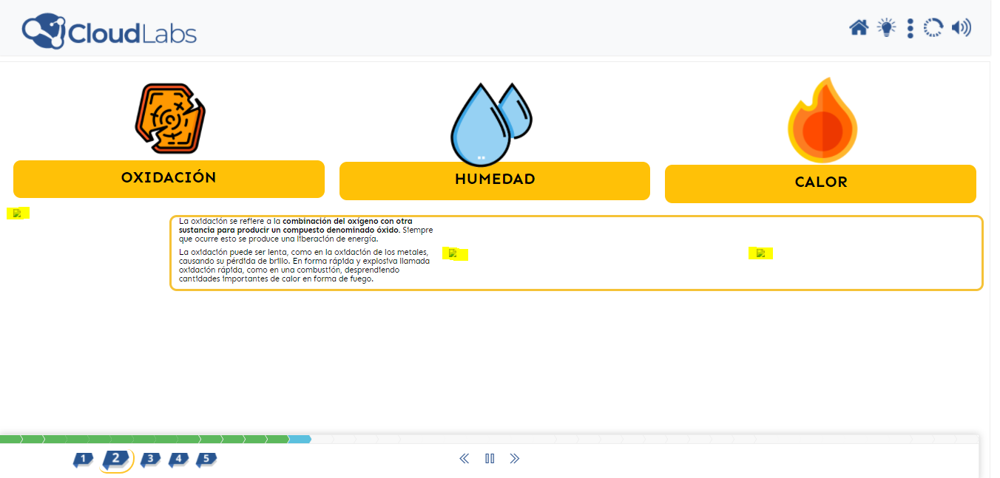 CloudLabs
OXIDACIÓN
HUMEDAD
CALOR
La oxidación se refiere a la combinación del oxígeno con otra
sustancia para producir un compuesto denominado óxido. Siempre
que ocurre esto se produce una liberación de energía.
La oxidación puede ser lenta, como en la oxidación de los metales,
causando su pérdida de brillo. En forma rápida y explosiva llamada
oxidación rápida, como en una combustión, desprendiendo
cantidades importantes de calor en forma de fuego.
1 2 3 4 5